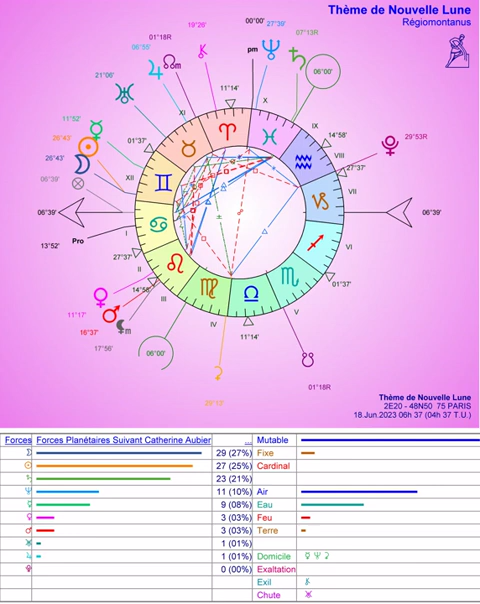 Thème de Nouvelle Lune
Régiomontanus
00°00'
27°39'
19°26'
07°13R
01°18R
pm
06°55'
06°00'
21°06'
X
11°14'
XI
IX
14°58'
11°52'
29°53R
01°37'
VIII
26°43'
27°37'
26°43'
XII
06°39'
VII
06°39'
06°39'
I
Pro
13°52'
VI
27°37'
II
01°37'
14°58'
III
11°17'
16°37'
IV
V
17°56'
11°14'
06°00'
01°18R
Thème de Nouvelle Lune
2E20 - 48N50 75 PARIS
18.Jun.2023 06h 37 (04h 37 T.U.)
Forces Forces Planétaires Suivant Catherine Aubier ... Mutable
29 (27%) Fixe
27 (25%) Cardinal
23 (21%)
11 (10%) Air
9 (08%) Eau
3 (03%) Feu
3 (03%) Terre
1 (01%)
1 (01%) Domicile
0 (00%) Exaltation
Exil
Chute